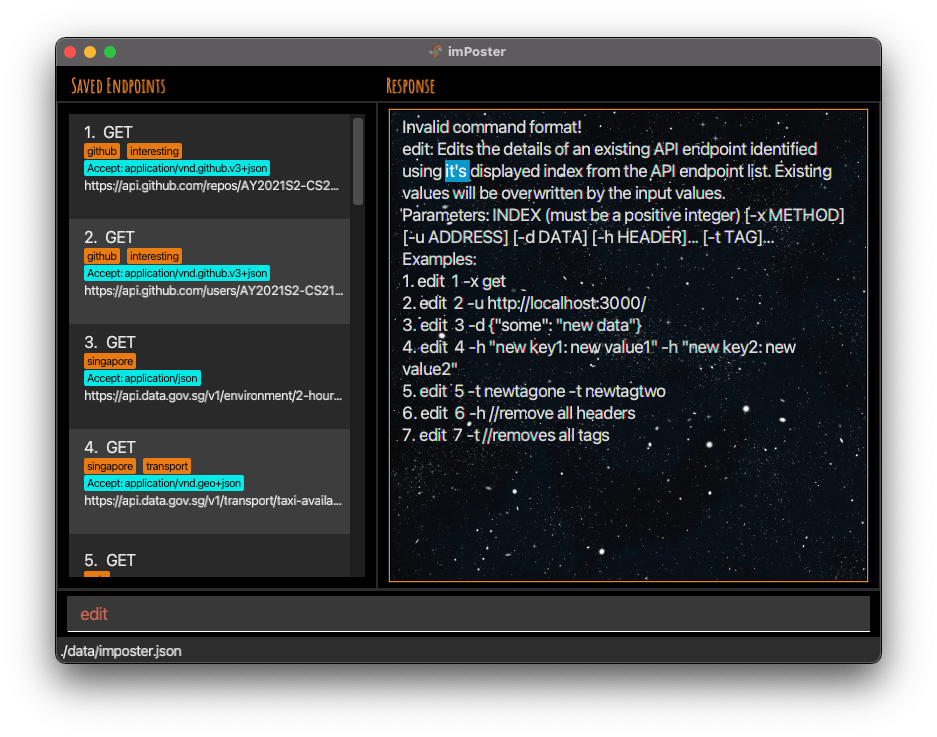 imPoster
Saved Endpoints
Response
1. GET
github interesting
Accept: application/vnd.github.v3+json
https://api.github.com/repos/AY2021S2-CS2...
2. GET
github interesting
Accept: application/vnd.github.v3+json
https://api.github.com/users/AY2021S2-CS21...
3. GET
singapore
Accept: application/json
https://api.data.gov.sg/v1/environment/2-hour...
4. GET
singapore transport
Accept: application/vnd.geo+json
https://api.data.gov.sg/v1/transport/taxi-availa...
5. GET
Invalid command format!
edit: Edits the details of an existing API endpoint identified
using it's displayed index from the API endpoint list. Existing
values will be overwritten by the input values.
Parameters: INDEX (must be a positive integer) [-x METHOD]
[-u ADDRESS] [-d DATA] [-h HEADER]... [-t TAG]...
Examples:
1. edit 1 -x get
2. edit 2 -u http://localhost:3000/
3. edit 3 -d {"some": "new data"}
4. edit 4 -h "new key1: new value1" -h "new key2: new
value2"
5. edit 5 -t newtagone -t newtagtwo
6. edit 6 -h //remove all headers
7. edit 7 -t //removes all tags
edit
./data/imposter.json